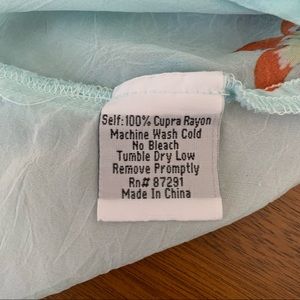 Self:100% Cupra Rayon
Machine Wash Cold
No Bleach
Tumble Dry Low
Remove Promptly
Rn# 87291
Made In China